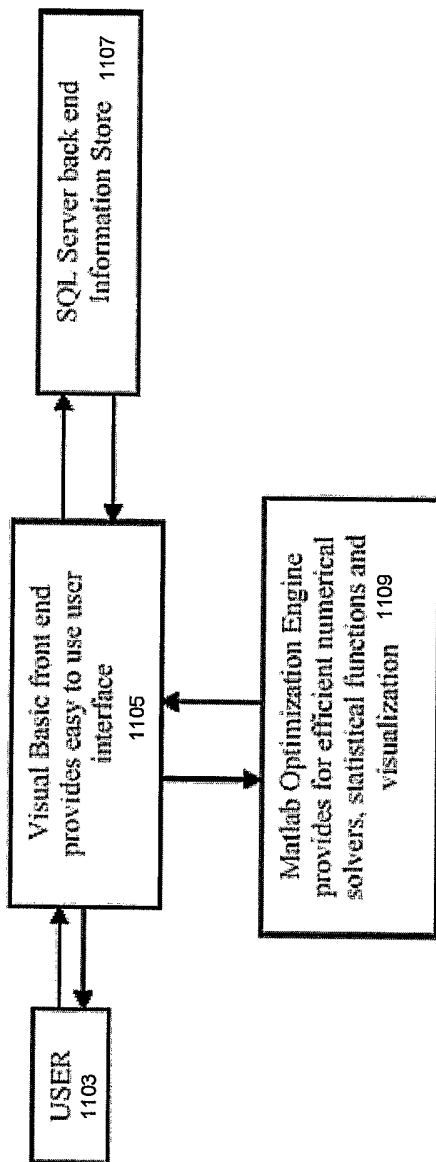 USER
1103
Visual Basic front end
provides easy to use user
interface
1105
SQL Server back end
Information Store 1107
Matlab Optimization Engine
provides for efficient numerical
solvers, statistical functions and
visualization 1109